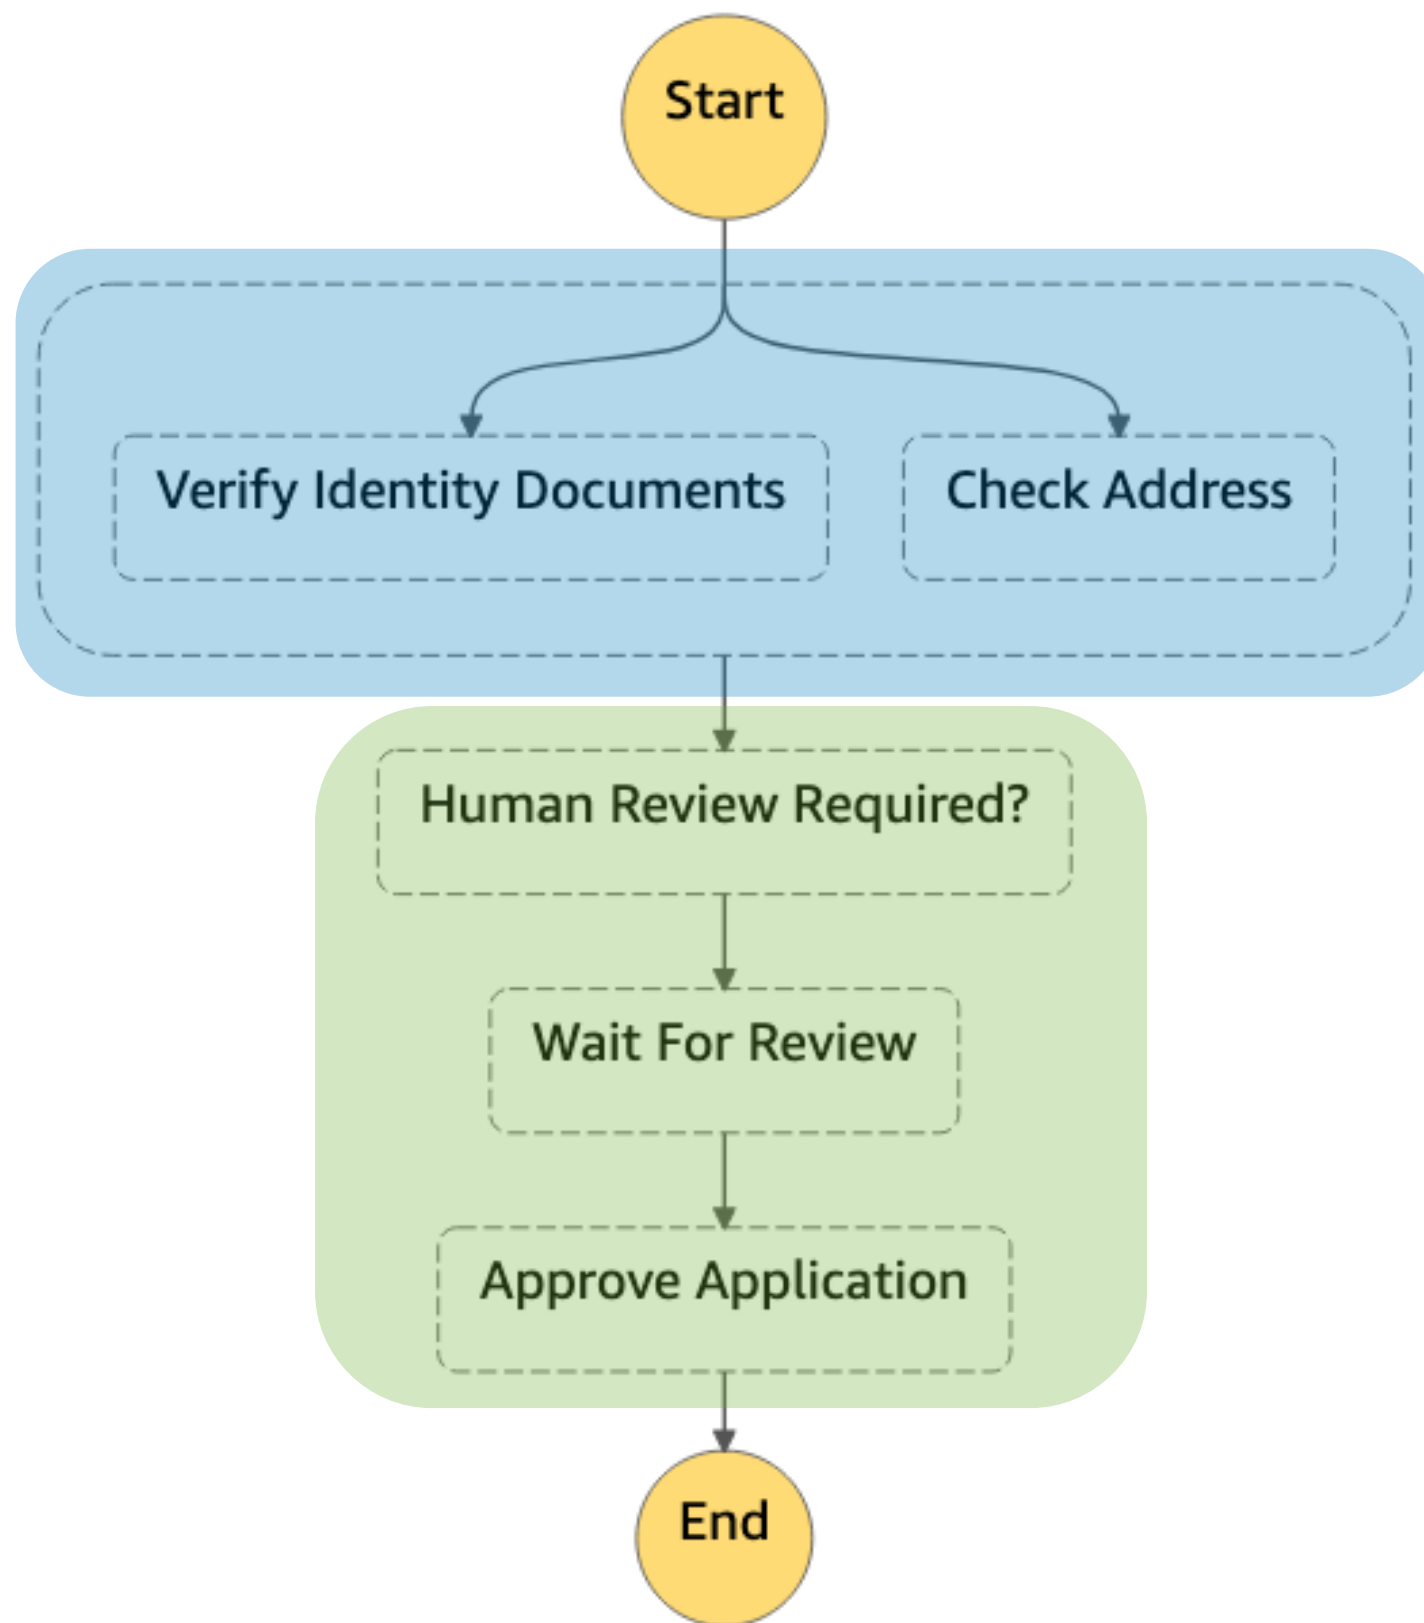 Start
Verify Identity Documents
Check Address
Human Review Required?
Wait For Review
Approve Application
End